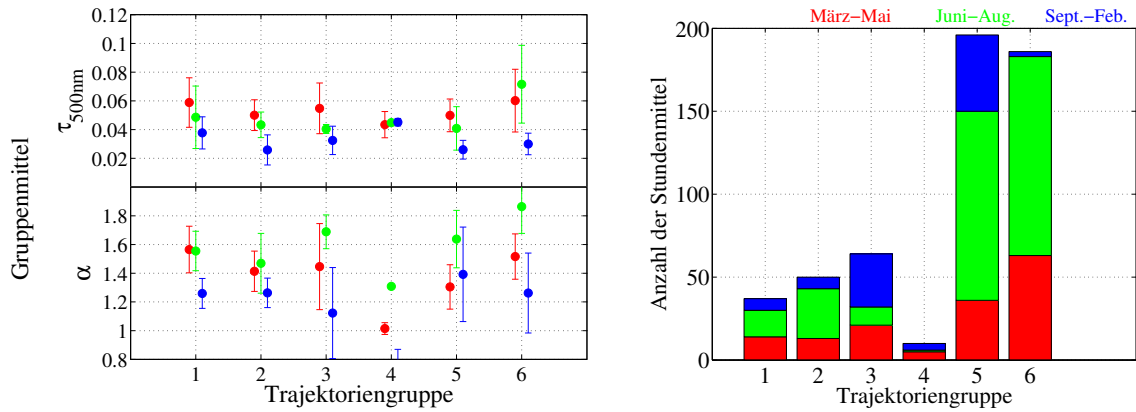 Gruppenmittel
τ500nm
0.12
0.1
0.08
0.06
0.04
0.02
α
1.8
1.6
1.4
1.2
1
0.8
1 2 3 4 5 6
Trajektoriengruppe
März−Mai Juni−Aug. Sept.−Feb.
Anzahl der Stundenmittel
200
150
100
50
0
1 2 3 4 5 6
Trajektoriengruppe